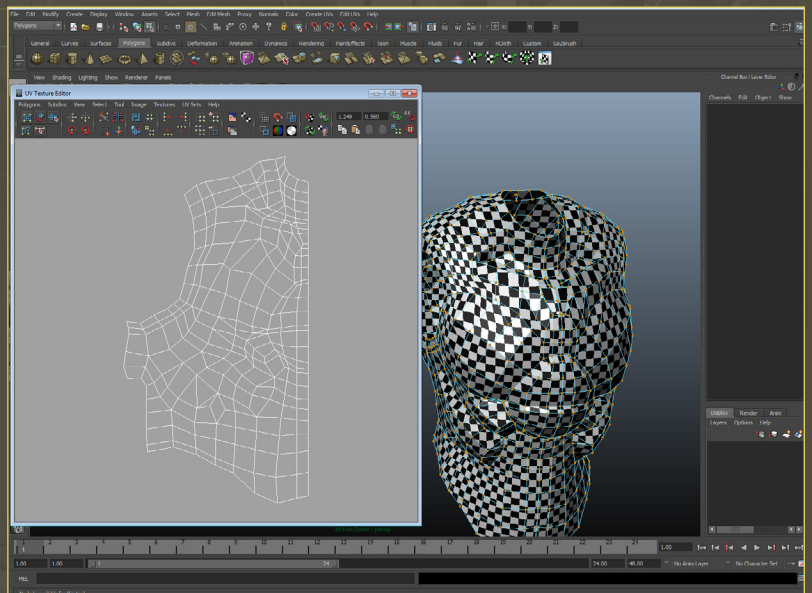 File Edit Modify Create Display Window Assets Select Mesh Edit Mesh Proxy Normals Color Create UVs Edit UVs Help
Polygons
General Curves Surfaces Polygons Subdivs Deformation Animation Dynamics Rendering PaintEffects Toon Muscle Fluids Fur Hair nCloth Custom GoZBrush
View Shading Lighting Show Renderer Panels
Channel Box / Layer Editor
Channels Edit Object Show
UV Texture Editor
Polygons Subdivs View Select Tool Image Textures UV Sets Help
1.249 0.560
Display Render Anim
Layers Options Help
1 2 3 4 5 6 7 8 9 10 11 12 13 14 15 16 17 18 19 20 21 22 23 24
1.00
1.00 1.00 1 24 24.00 48.00 No Anim Layer No Character Set
MEL